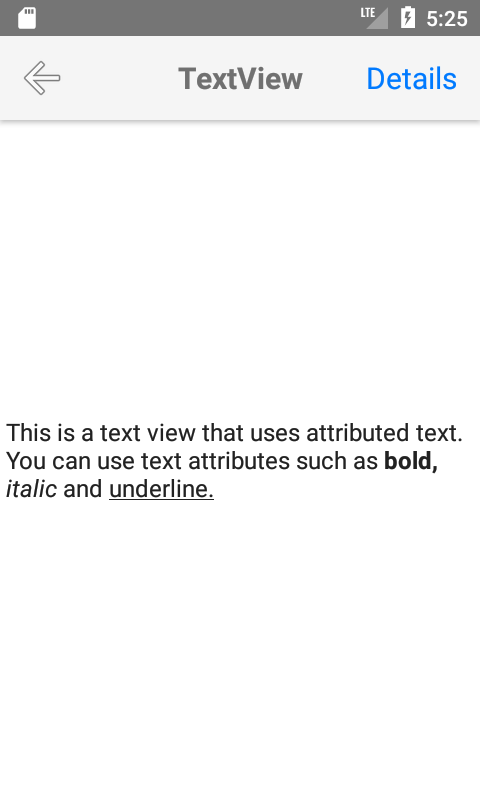 LTE 5:25
TextView Details
This is a text view that uses attributed text.
You can use text attributes such as bold,
italic and underline.